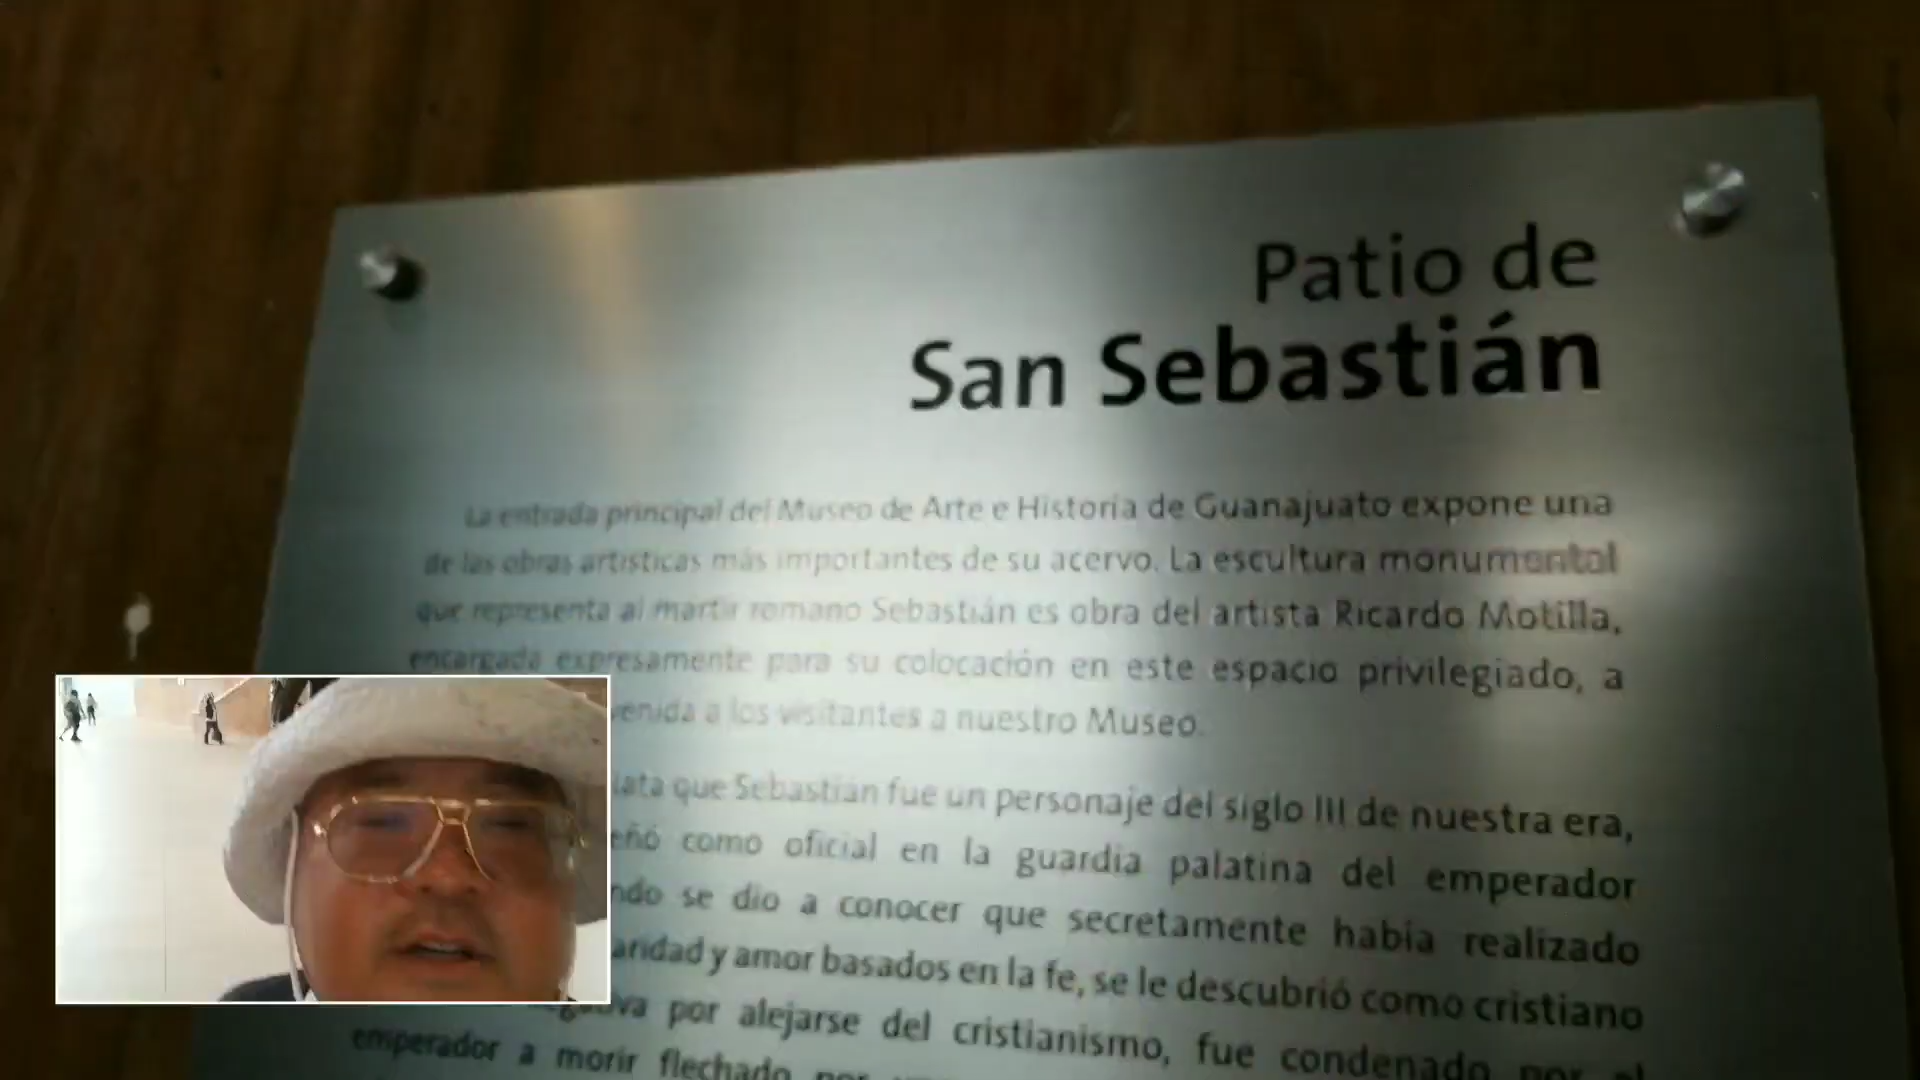 Patio de
San Sebastián
La entrada principal del Museo de Arte e Historia de Guanajuato expone una
de las obras artísticas más importantes de su acervo. La escultura monumental
que representa al martir romano Sebastián es obra del artista Ricardo Motilla,
encargada expresamente para su colocación en este espacio privilegiado, a
a los visitantes a nuestro Museo.
que Sebastián fue un personaje del siglo III de nuestra era,
como oficial en la guardia palatina del emperador
se dio a conocer que secretamente había realizado
y amor basados en la fe, se le descubrió como cristiano
por alejarse del cristianismo, fue condenado por el
emperador a morir flechado por